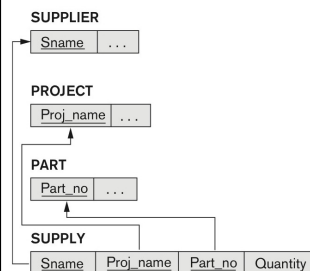 SUPPLIER
Sname ...
PROJECT
Proj_name ...
PART
Part_no ...
SUPPLY
Sname Proj_name Part_no Quantity